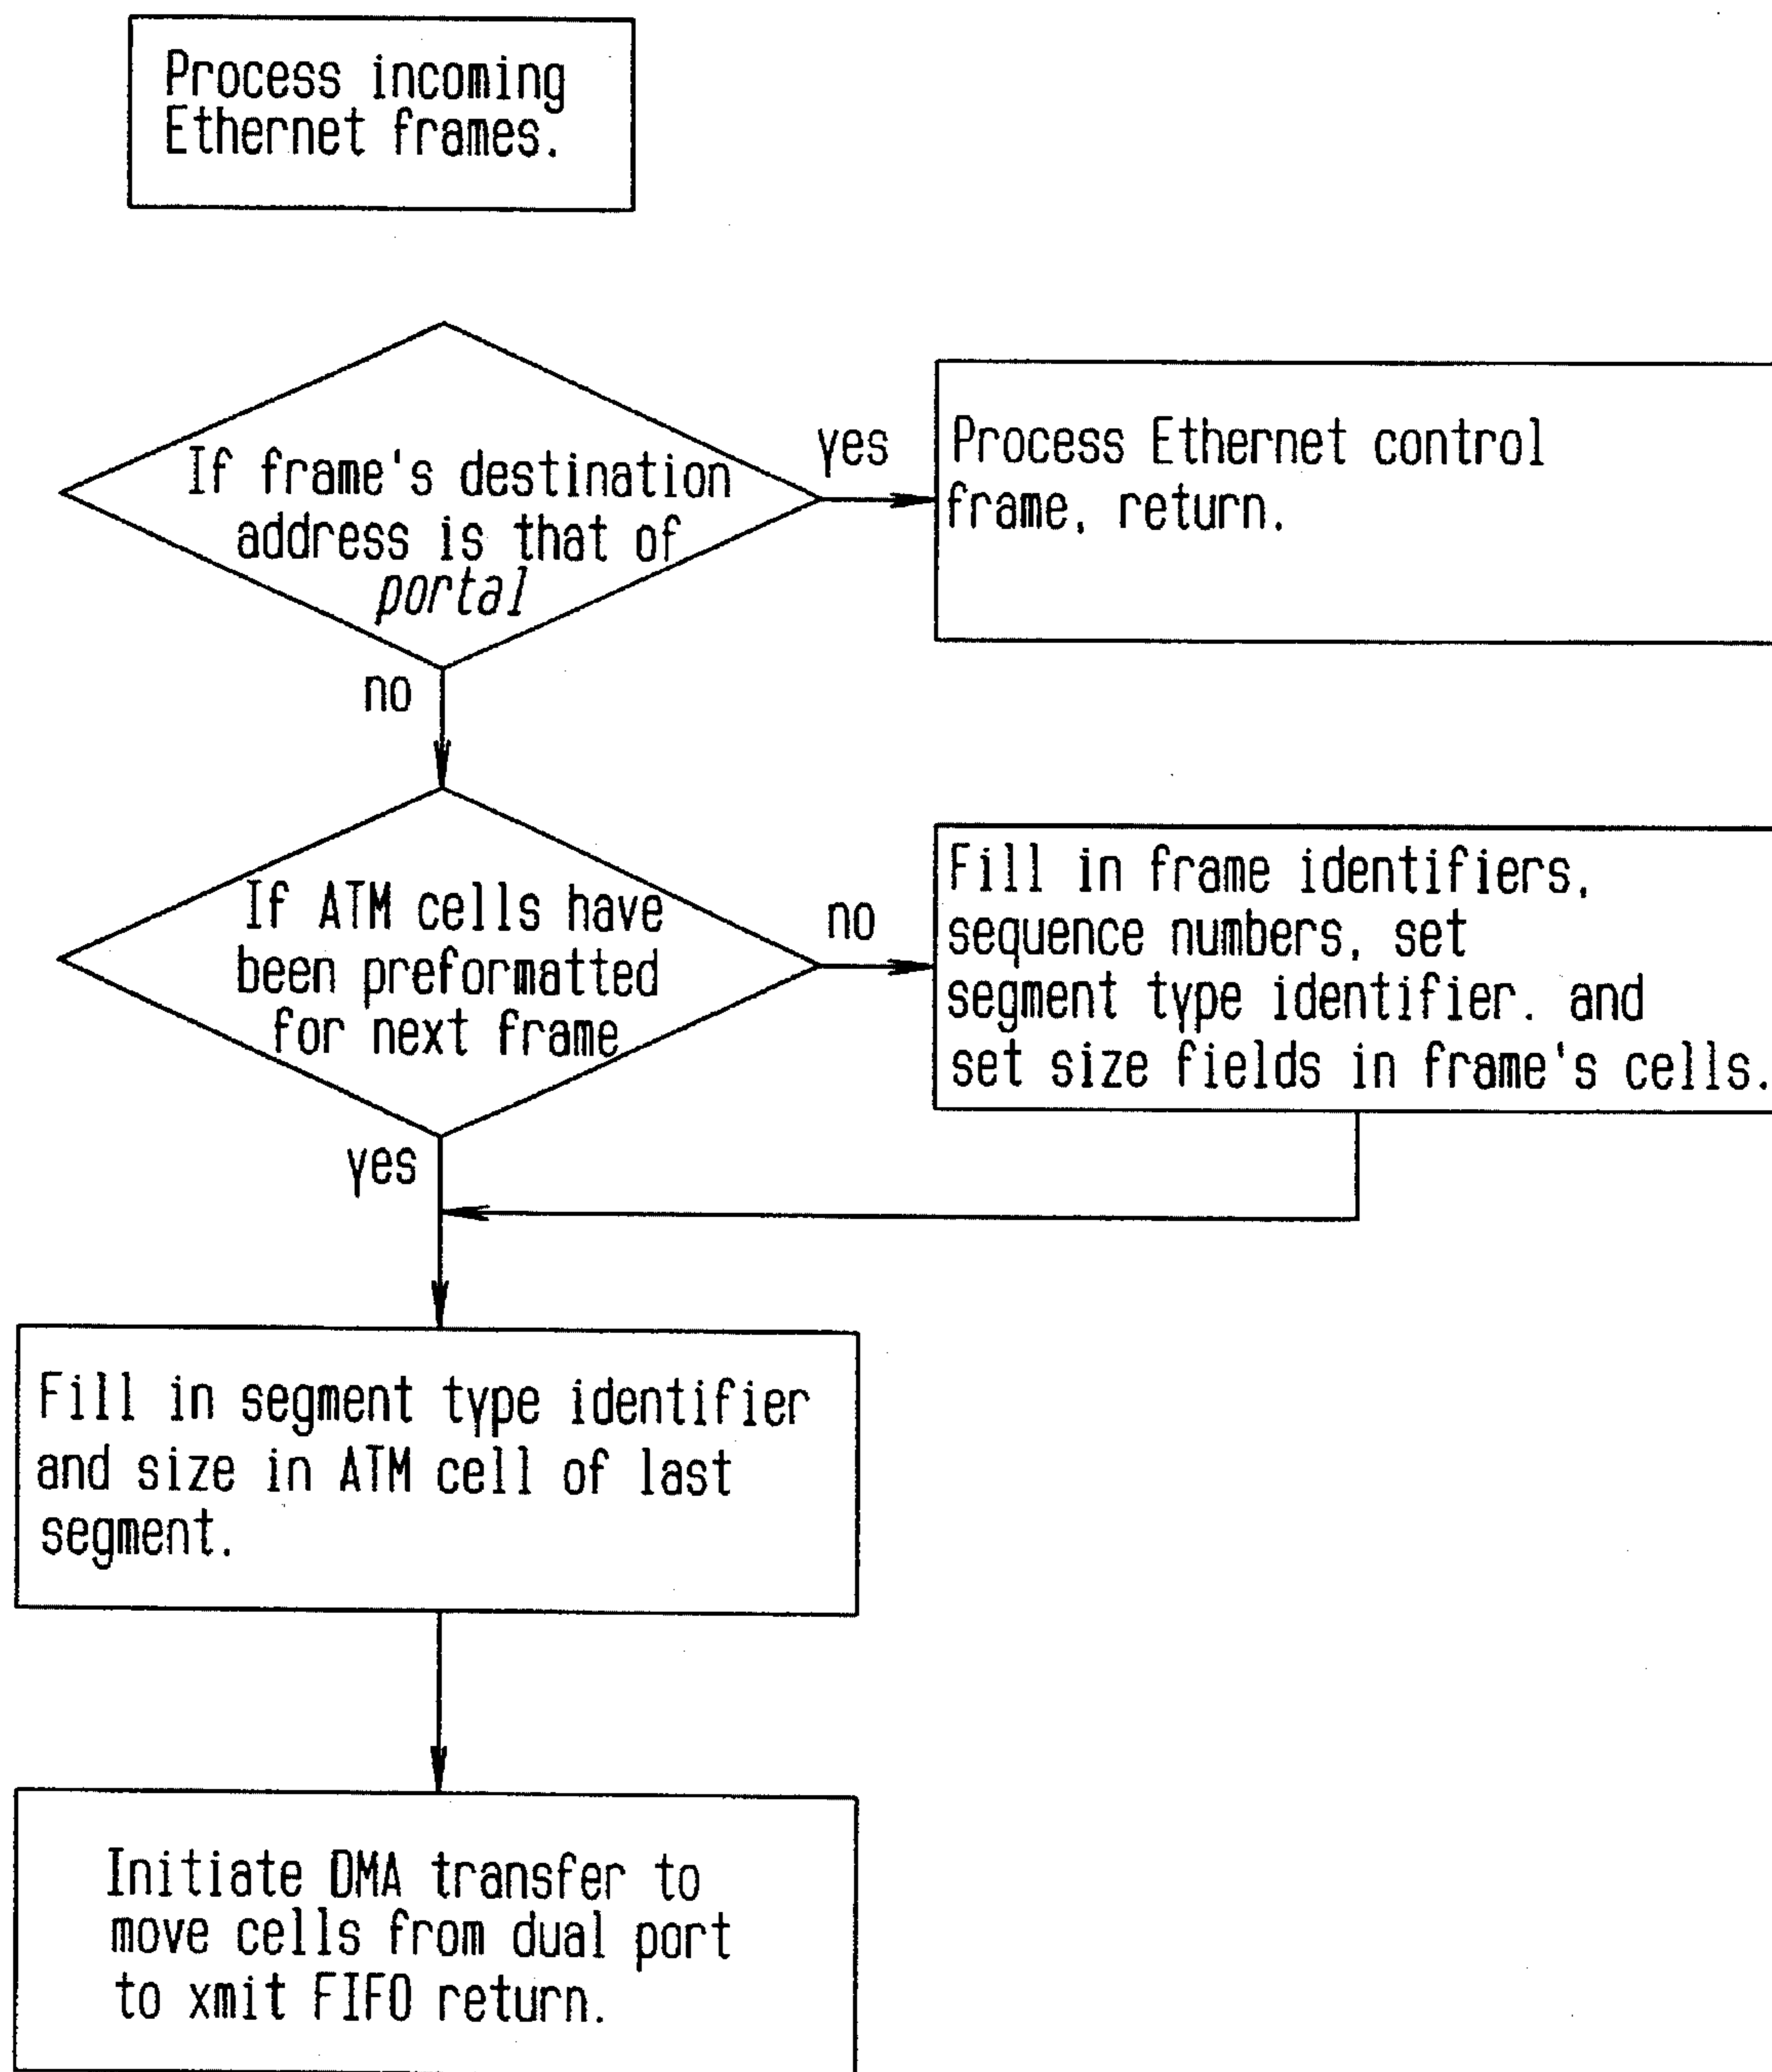 Process incoming
Ethernet frames.
If frame's destination
address is that of
portal
yes
Process Ethernet control
frame, return.
no
If ATM cells have
been preformatted
for next frame
no
Fill in frame identifiers,
sequence numbers, set
segment type identifier. and
set size fields in frame's cells.
yes
Fill in segment type identifier
and size in ATM cell of last
segment.
Initiate DMA transfer to
move cells from dual port
to xmit FIFO return.